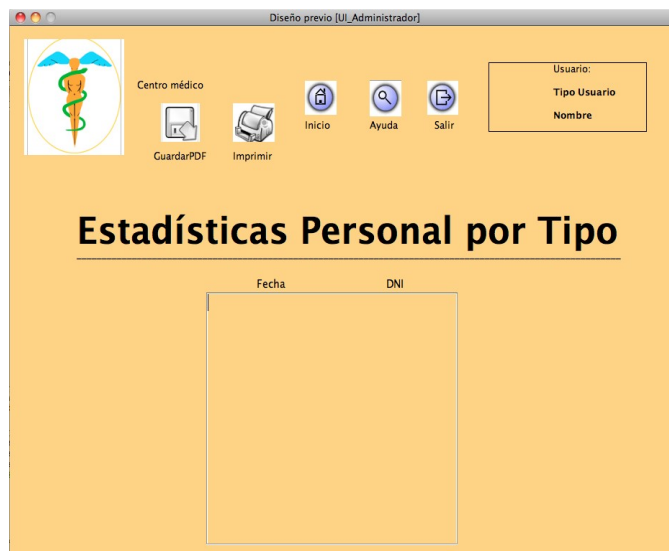 Diseño previo [UI_Administrador]
Centro médico
GuardarPDF
Imprimir
Inicio
Ayuda
Salir
Usuario:
Tipo Usuario
Nombre
Estadísticas Personal por Tipo
Fecha DNI